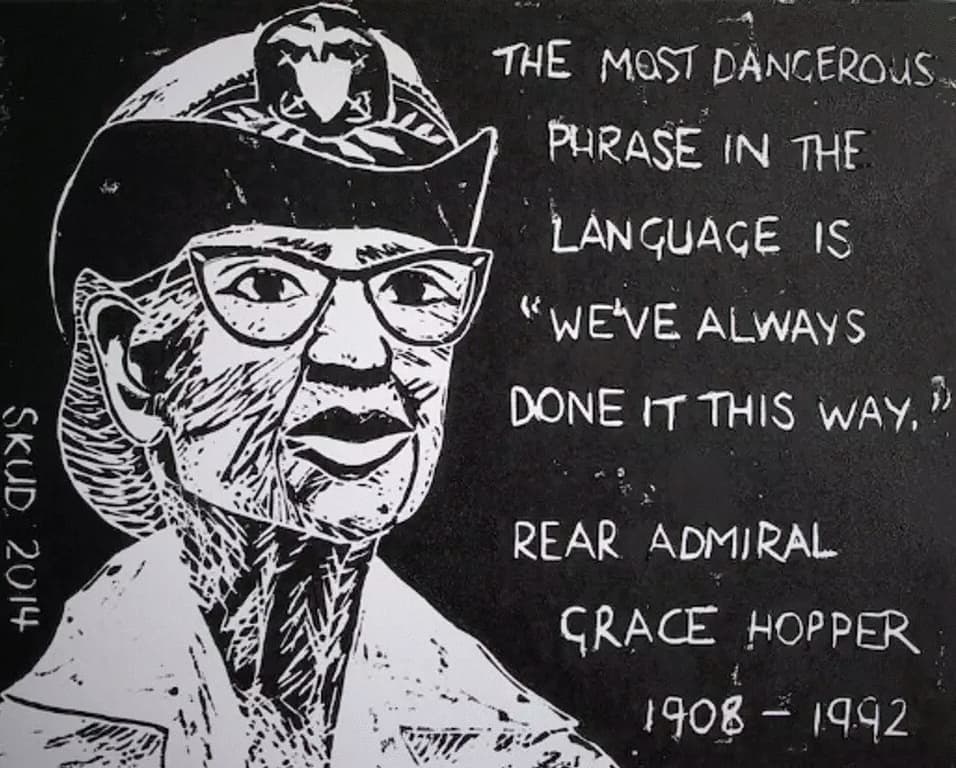 THE MOST DANGEROUS
PHRASE IN THE
LANGUAGE IS
“WE'VE ALWAYS
DONE IT THIS WAY.”
REAR ADMIRAL
GRACE HOPPER
1908 – 1992
SKUD 2014